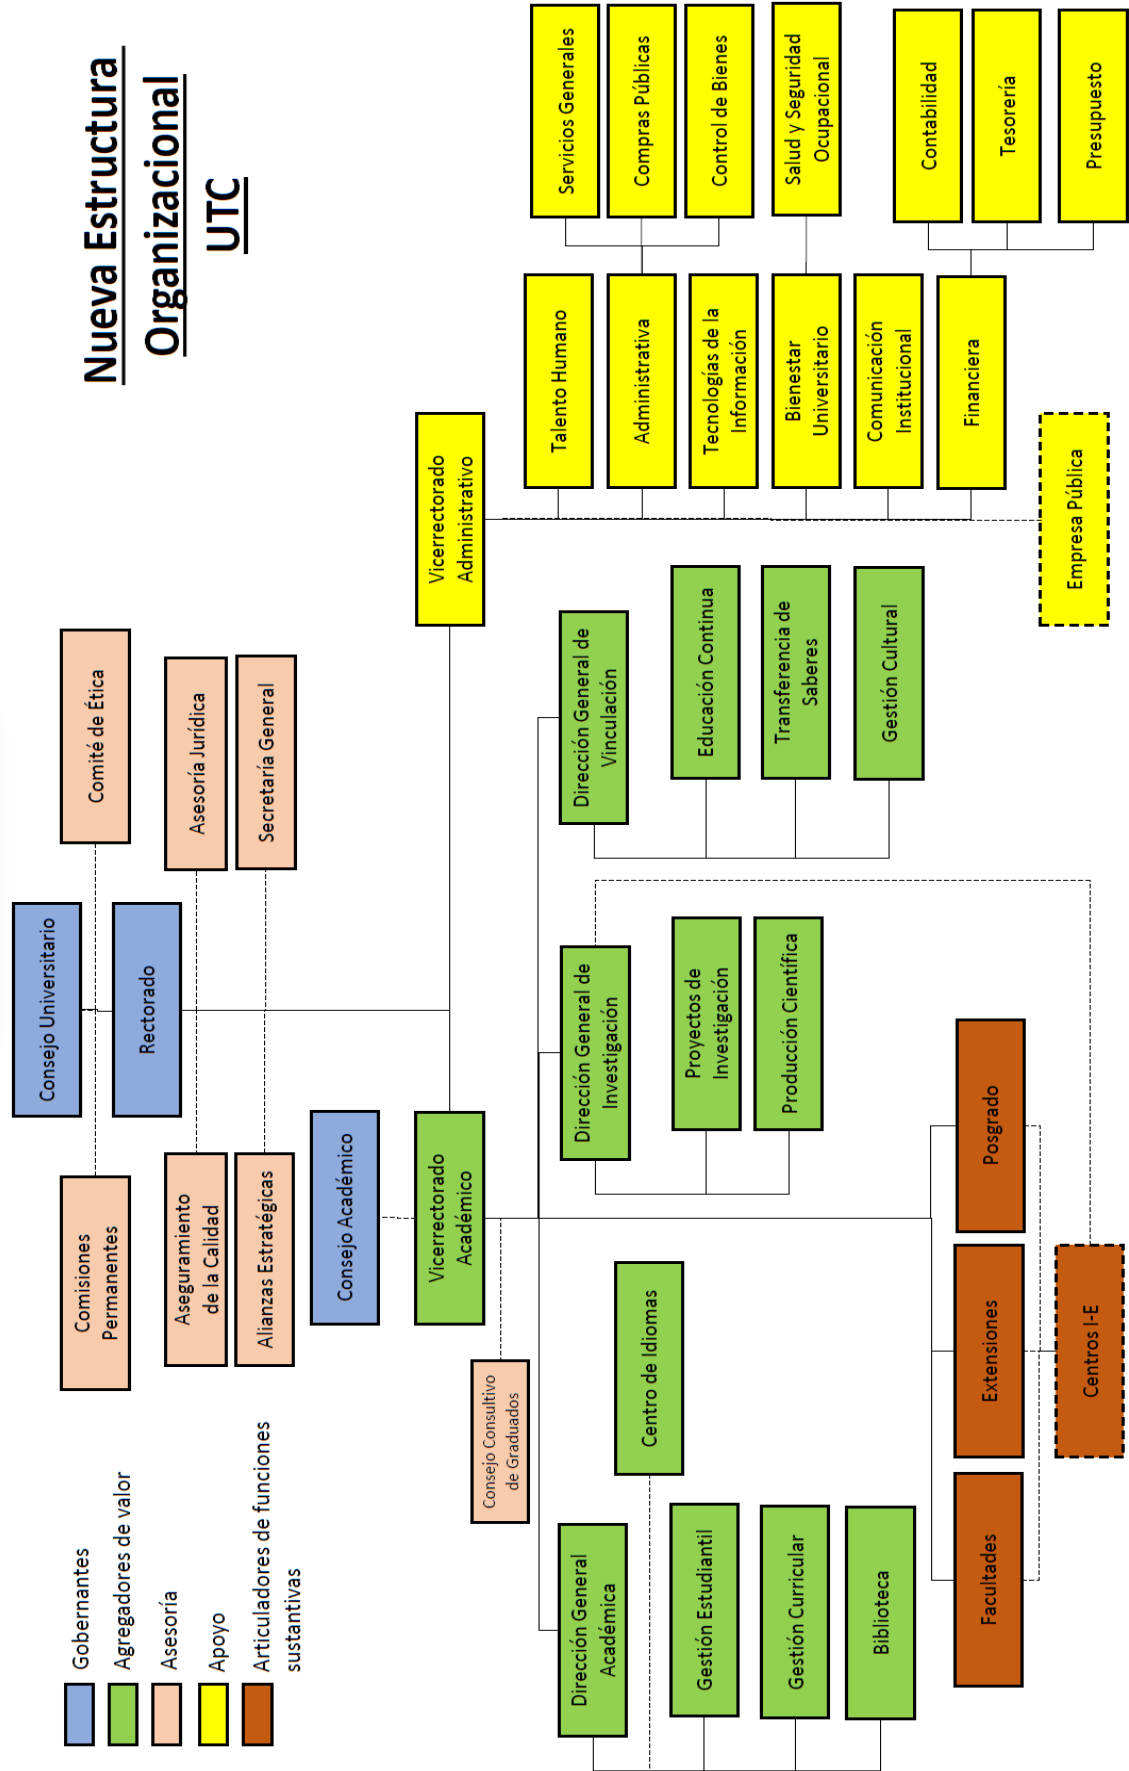 Nueva Estructura
Organizacional
UTC
Gobernantes
Agregadores de valor
Asesoría
Apoyo
Articuladores de funciones
sustantivas
Consejo Universitario
Comisiones
Permanentes
Comité de Ética
Rectorado
Aseguramiento
de la Calidad
Asesoría Jurídica
Alianzas Estratégicas
Secretaría General
Consejo Académico
Vicerrectorado
Académico
Vicerrectorado
Administrativo
Consejo Consultivo
de Graduados
Dirección General
Académica
Centro de Idiomas
Gestión Estudiantil
Gestión Curricular
Biblioteca
Dirección General de
Investigación
Proyectos de
Investigación
Producción Científica
Dirección General de
Vinculación
Educación Continua
Transferencia de
Saberes
Gestión Cultural
Facultades
Extensiones
Posgrado
Centros I-E
Talento Humano
Administrativa
Tecnologías de la
Información
Bienestar
Universitario
Comunicación
Institucional
Financiera
Empresa Pública
Servicios Generales
Compras Públicas
Control de Bienes
Salud y Seguridad
Ocupacional
Contabilidad
Tesorería
Presupuesto